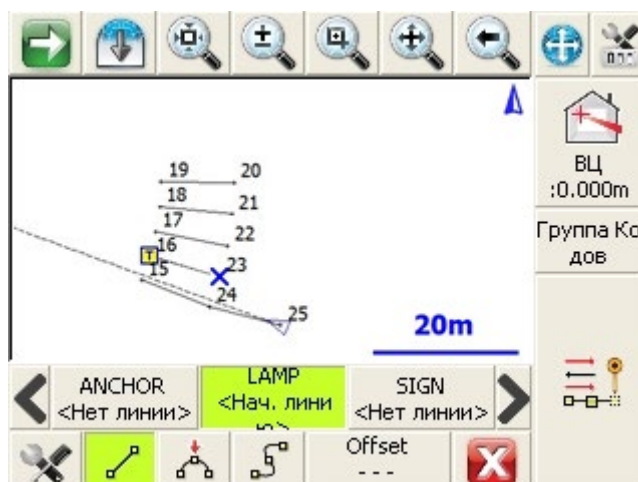 19 20
18 21
17 22
16 23
15 24
25
20m
ВЦ
:0.000m
Группа Ко
дов
ANCHOR
<Нет линии>
LAMP
<Нач. лини
ю>
SIGN
<Нет линии>
Offset
---
T